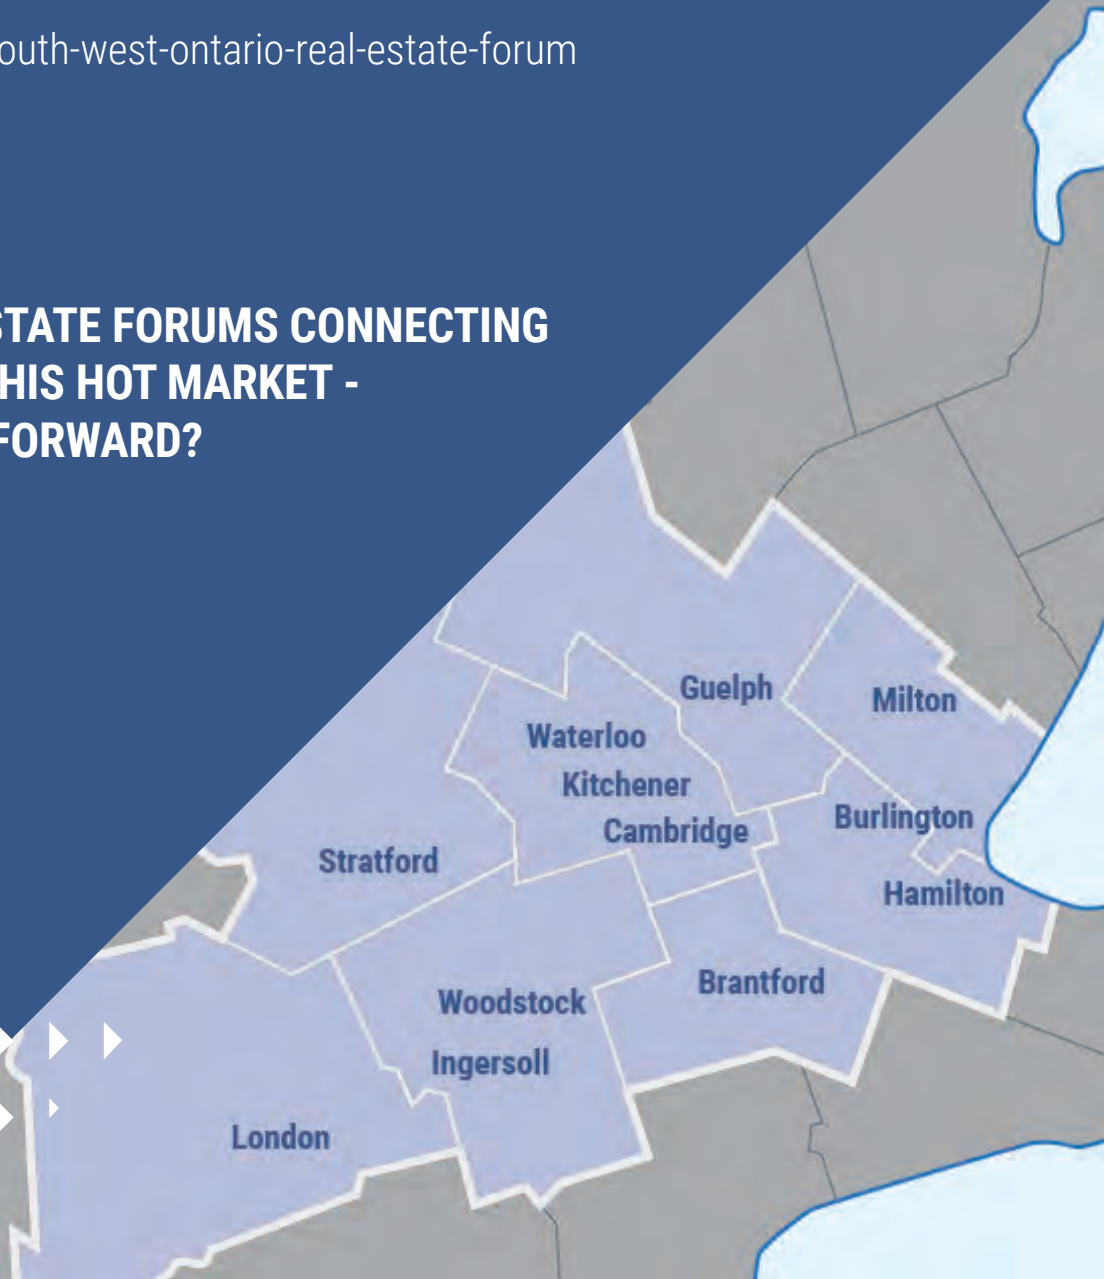 outh-west-ontario-real-estate-forum
STATE FORUMS CONNECTING
HIS HOT MARKET -
FORWARD?
Guelph
Milton
Waterloo
Kitchener
Burlington
Cambridge
Stratford
Hamilton
Brantford
Woodstock
Ingersoll
London